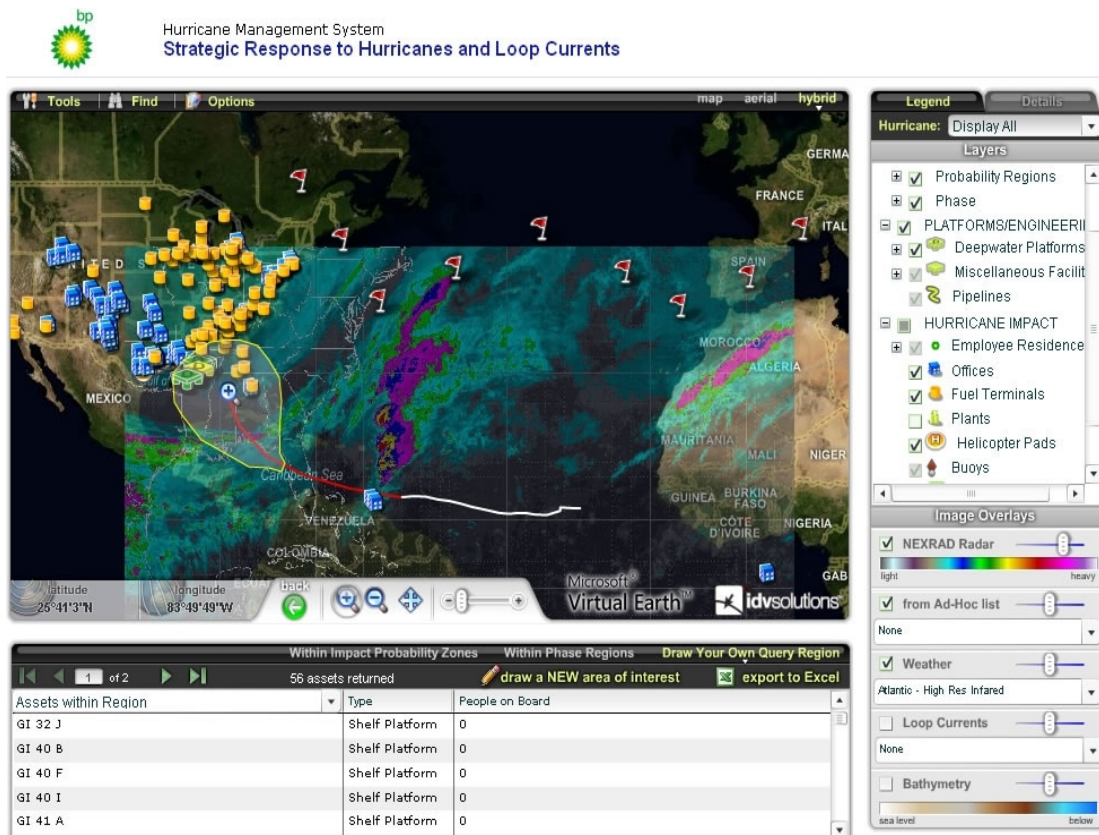 bp
Hurricane Management System
Strategic Response to Hurricanes and Loop Currents
Tools
Find
Options
map
aerial
hybrid
GERMA
FRANCE
ITAL
SPAIN
MOROCCO
ALGERIA
MAURITANIA
MALI
NIGER
GUINEA
BURKINA
FASO
CÔTE
D'IVOIRE
NIGERIA
GAB
MEXICO
Caribbean Sea
VENEZUELA
COLOMBIA
latitude
25°41'3"N
longitude
83°49'49"W
back
Microsoft®
Virtual Earth™
idvsolutions
Legend
Details
Hurricane: Display All
Layers
Probability Regions
Phase
PLATFORMS/ENGINEERI
Deepwater Platforms
Miscellaneous Facilit
Pipelines
HURRICANE IMPACT
Employee Residence
Offices
Fuel Terminals
Plants
Helicopter Pads
Buoys
Image Overlays
NEXRAD Radar
light heavy
from Ad-Hoc list
None
Weather
Atlantic - High Res Infared
Loop Currents
None
Bathymetry
sea level below
Within Impact Probability Zones
Within Phase Regions
Draw Your Own Query Region
1 of 2
56 assets returned
draw a NEW area of interest
export to Excel
Assets within Region Type People on Board
GI 32 J Shelf Platform 0
GI 40 B Shelf Platform 0
GI 40 F Shelf Platform 0
GI 40 I Shelf Platform 0
GI 41 A Shelf Platform 0